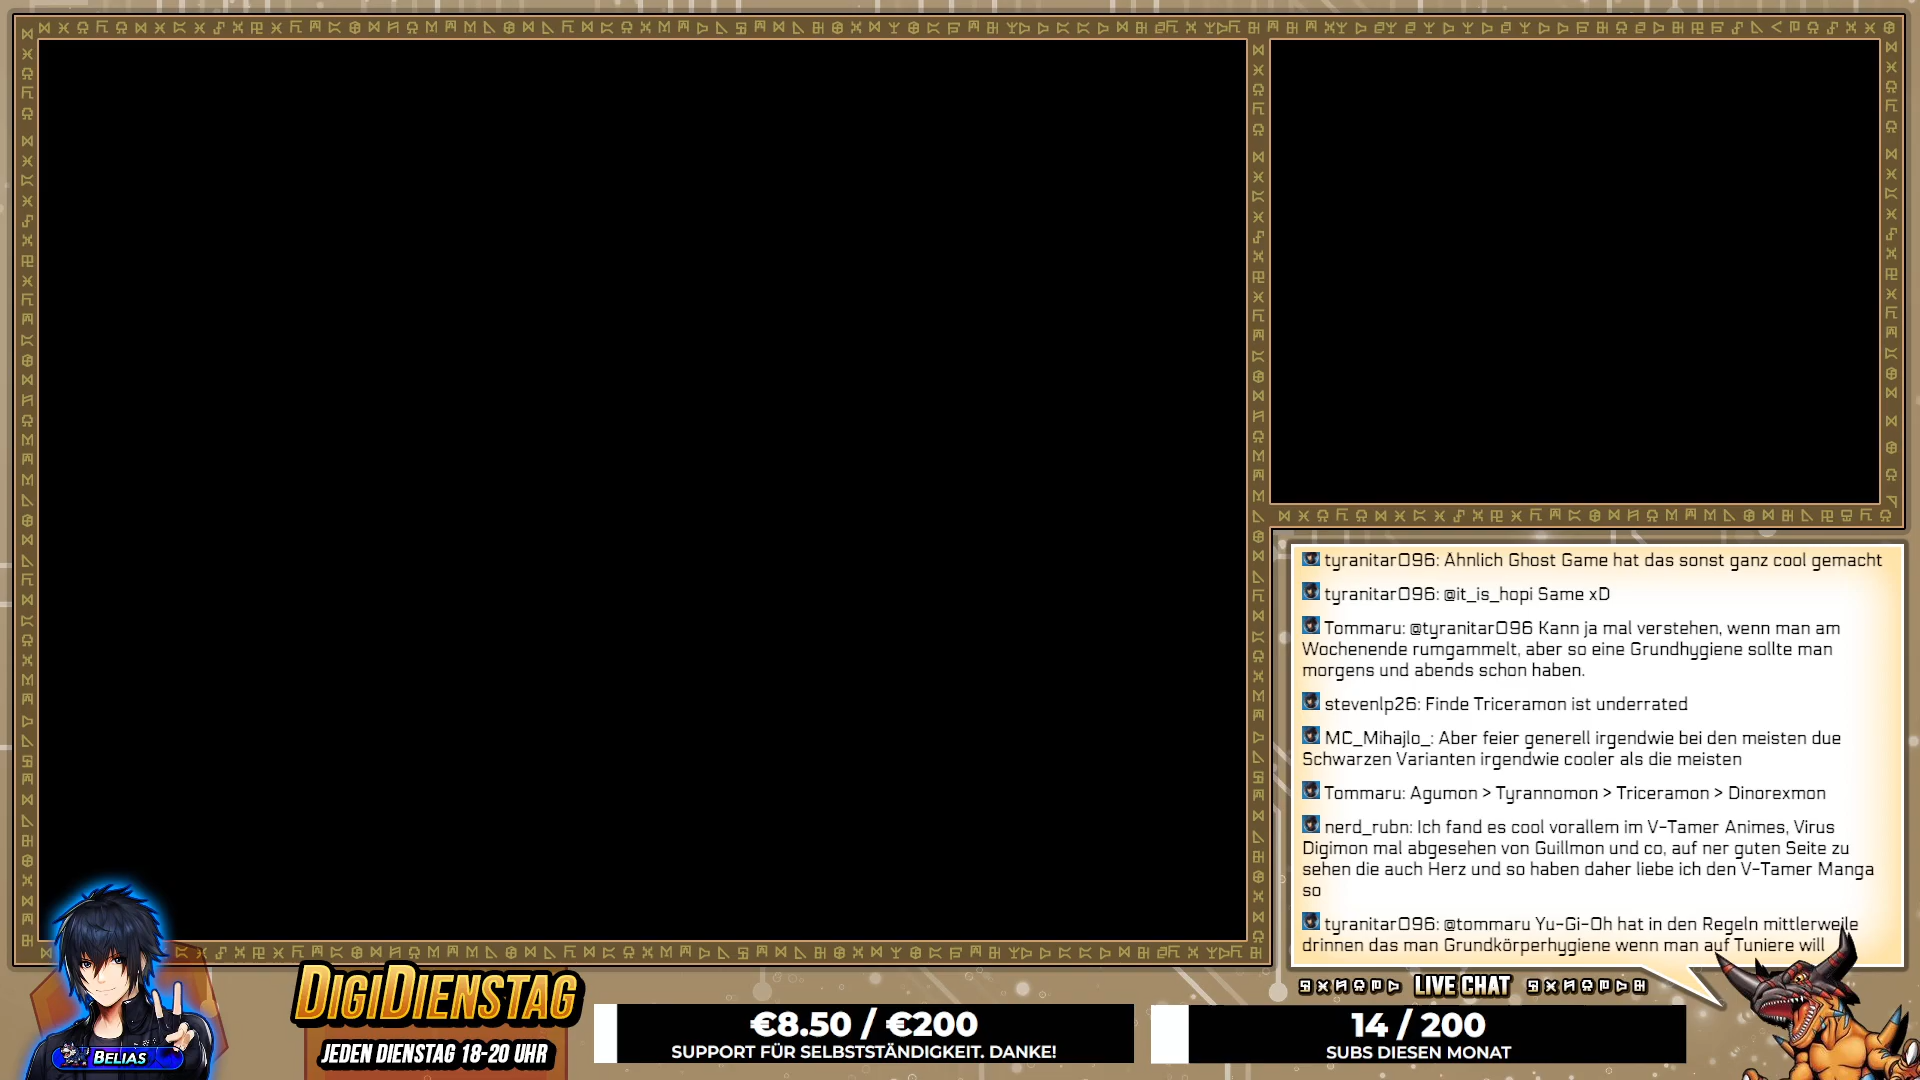 tyranitar096: Ähnlich Ghost Game hat das sonst ganz cool gemacht
tyranitar096: @it_is_hopi Same xD
Tommaru: @tyranitar096 Kann ja mal verstehen, wenn man am
Wochenende rumgammelt, aber so eine Grundhygiene sollte man
morgens und abends schon haben.
stevenlp26: Finde Triceramon ist underrated
MC_Mihajlo_: Aber feier generell irgendwie bei den meisten due
Schwarzen Varianten irgendwie cooler als die meisten
Tommaru: Agumon > Tyrannomon > Triceramon > Dinorexmon
nerd_rubn: Ich fand es cool vorallem im V-Tamer Animes, Virus
Digimon mal abgesehen von Guillmon und co, auf ner guten Seite zu
sehen die auch Herz und so haben daher liebe ich den V-Tamer Manga
so
tyranitar096: @tommaru Yu-Gi-Oh hat in den Regeln mittlerweile
drinnen das man Grundkörperhygiene wenn man auf Tuniere will
LIVE CHAT
DIGIDIENSTAG
JEDEN DIENSTAG 18-20 UHR
BELIAS
€8.50 / €200
SUPPORT FÜR SELBSTSTÄNDIGKEIT. DANKE!
14 / 200
SUBS DIESEN MONAT